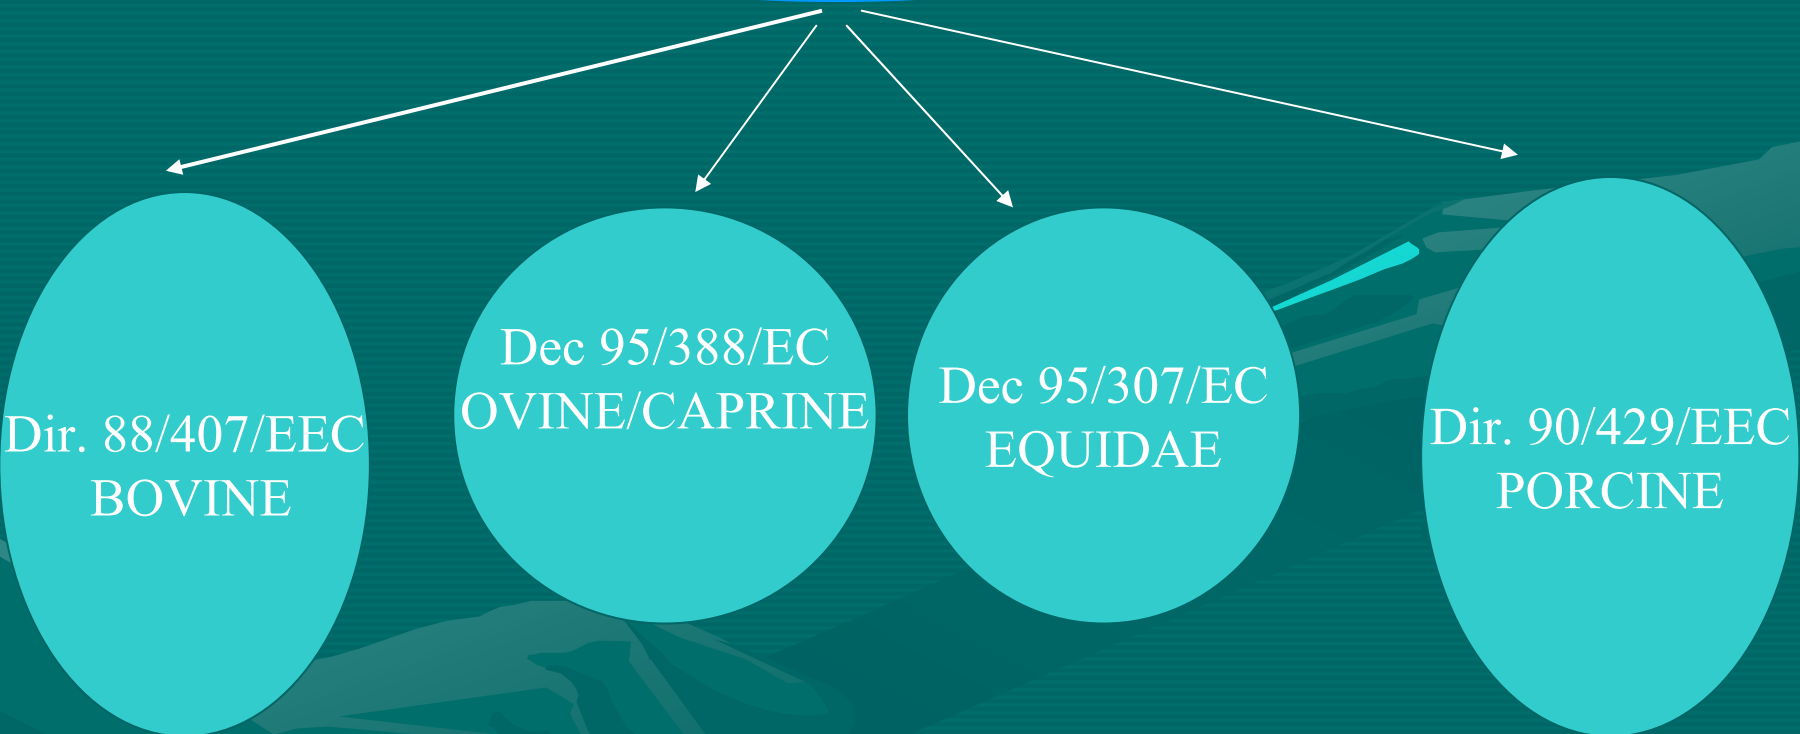 Dir. 88/407/EEC
BOVINE
Dec 95/388/EC
OVINE/CAPRINE
Dec 95/307/EC
EQUIDAE
Dir. 90/429/EEC
PORCINE